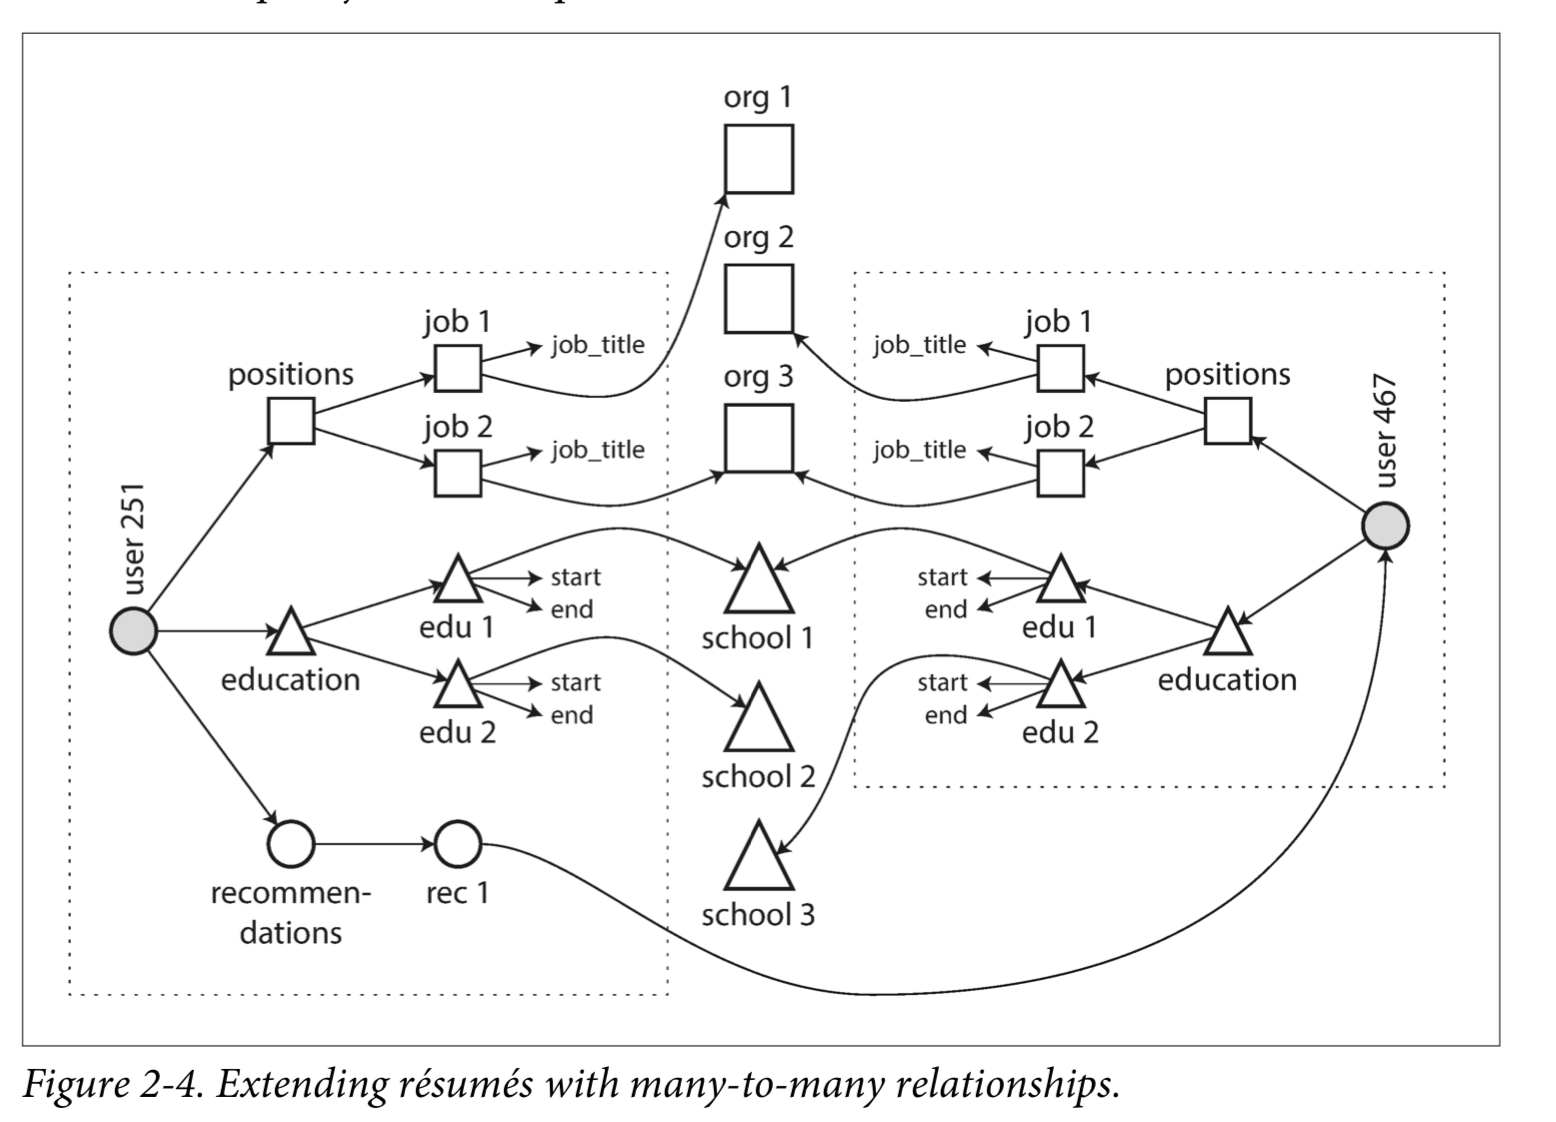 org 1
org 2
org 3
positions
job 1
job_title
job 2
job_title
user 251
education
edu 1
start
end
edu 2
start
end
recommen-
dations
rec 1
school 1
school 2
school 3
job 1
job_title
job 2
job_title
positions
user 467
start
end
edu 1
start
end
edu 2
education
Figure 2-4. Extending résumés with many-to-many relationships.